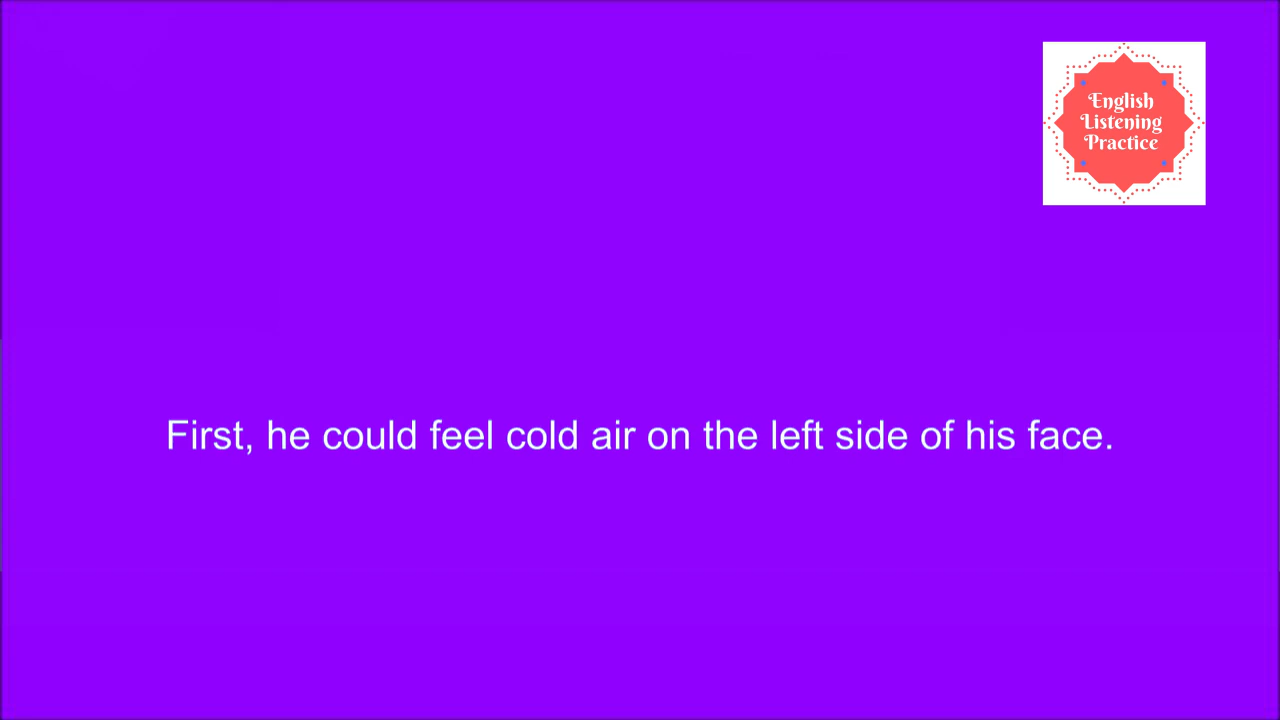 English
Listening
Practice
First, he could feel cold air on the left side of his face.